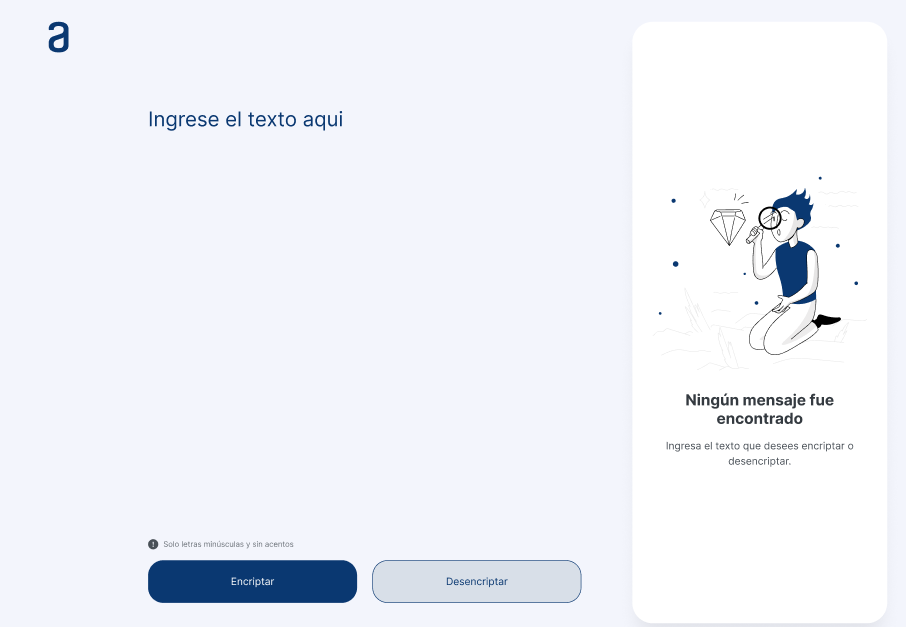 a
Ingrese el texto aqui
Ningún mensaje fue
encontrado
Ingresa el texto que desees encriptar o
desencriptar.
! Solo letras minúsculas y sin acentos
Encriptar
Desencriptar